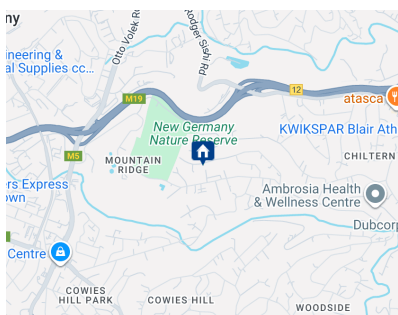 ny
Otto Volek Rd
Rodger Sishi Rd
ineering &
al Supplies cc...
M19
12
atasca
New Germany
Nature Reserve
KWIKSPAR Blair Ath
M5
MOUNTAIN
RIDGE
CHILTERN
ers Express
own
Ambrosia Health
& Wellness Centre
Dubcorp
Centre
COWIES
HILL PARK
COWIES HILL
WOODSIDE